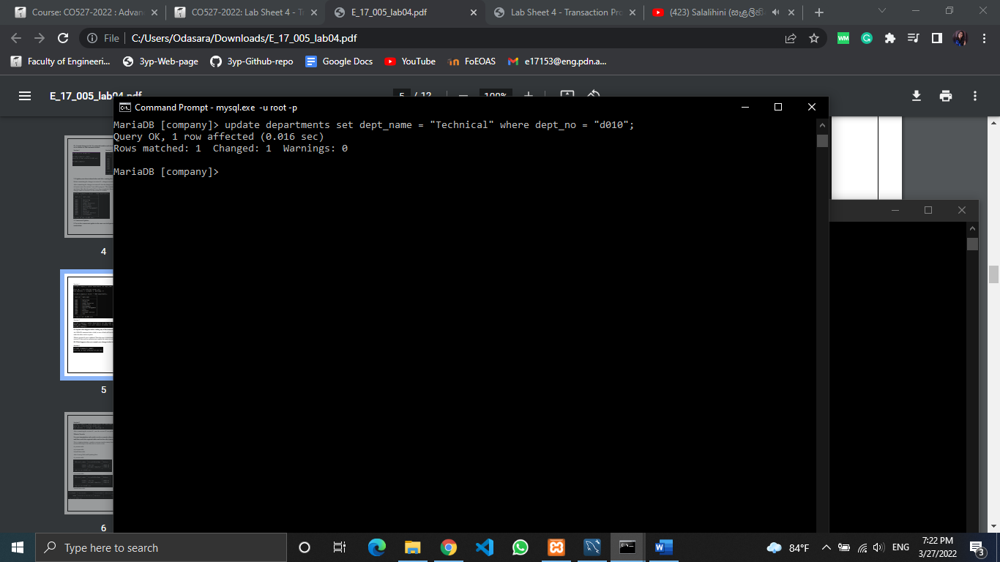 Course: CO527-2022 : Advan
CO527-2022: Lab Sheet 4 - Tr
E_17_005_lab04.pdf
Lab Sheet 4 - Transaction Pro
(423) Salalihini (සැළලිහිණි
File
C:/Users/Odasara/Downloads/E_17_005_lab04.pdf
Faculty of Engineeri...
3yp-Web-page
3yp-Github-repo
Google Docs
YouTube
FoEOAS
e17153@eng.pdn.a...
E_17_005_lab04.pdf
5 / 12
100%
Command Prompt - mysql.exe -u root -p
MariaDB [company]> update departments set dept_name = "Technical" where dept_no = "d010";
Query OK, 1 row affected (0.016 sec)
Rows matched: 1 Changed: 1 Warnings: 0
MariaDB [company]>
4
5
6
Type here to search
84°F
ENG
7:22 PM
3/27/2022
3